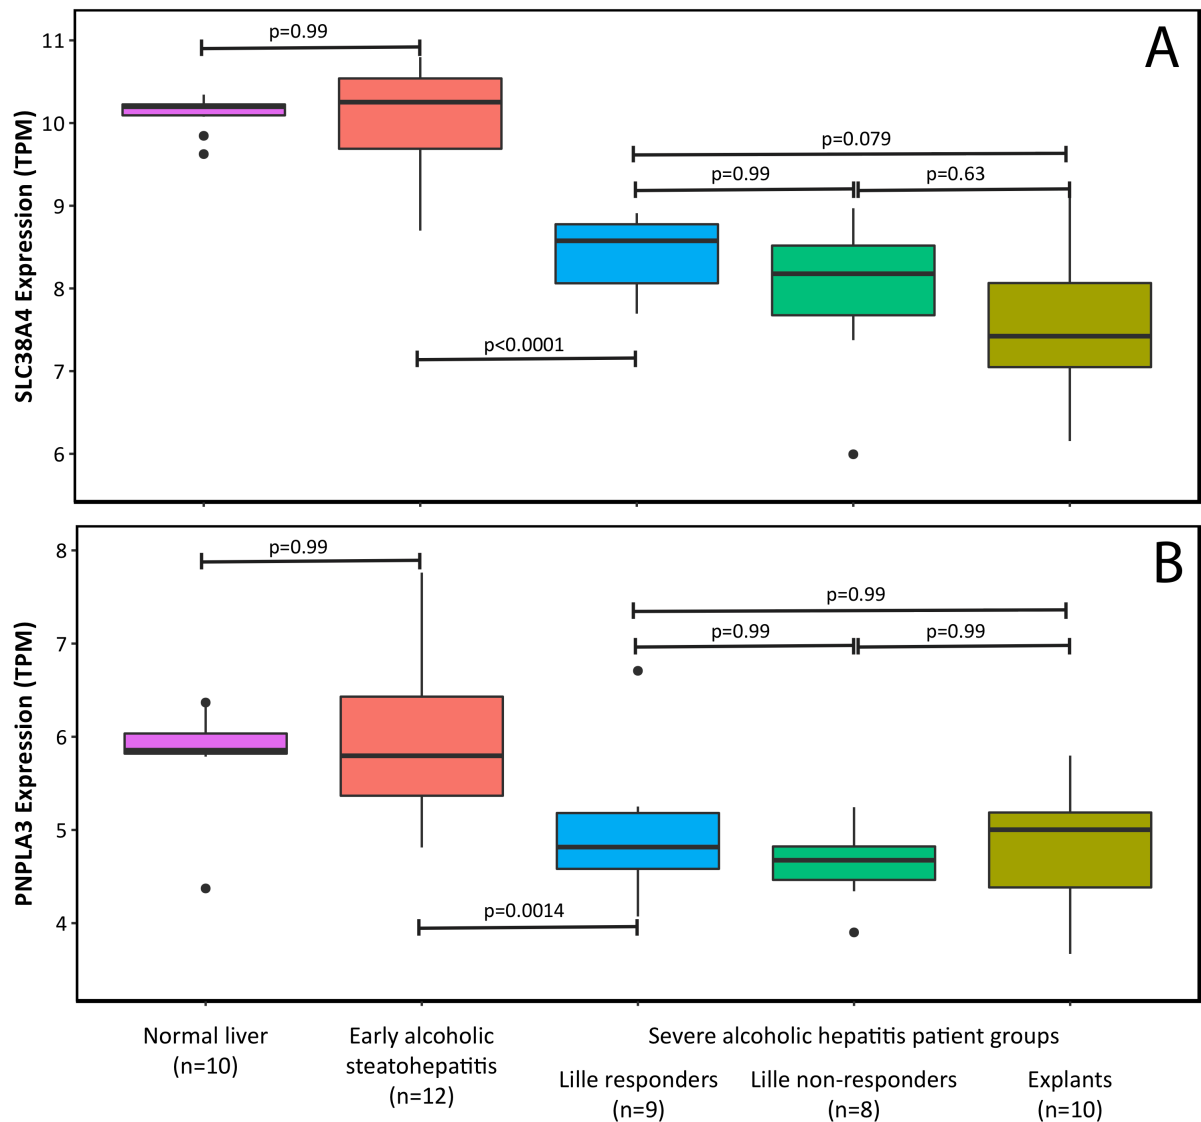 A
p=0.99
11
10
9
8
7
6
SLC38A4 Expression (TPM)
p=0.079
p=0.99
p=0.63
p<0.0001
B
p=0.99
8
7
6
5
4
PNPLA3 Expression (TPM)
p=0.99
p=0.99
p=0.99
p=0.0014
Normal liver
(n=10)
Early alcoholic
steatohepatitis
(n=12)
Severe alcoholic hepatitis patient groups
Lille responders
(n=9)
Lille non-responders
(n=8)
Explants
(n=10)